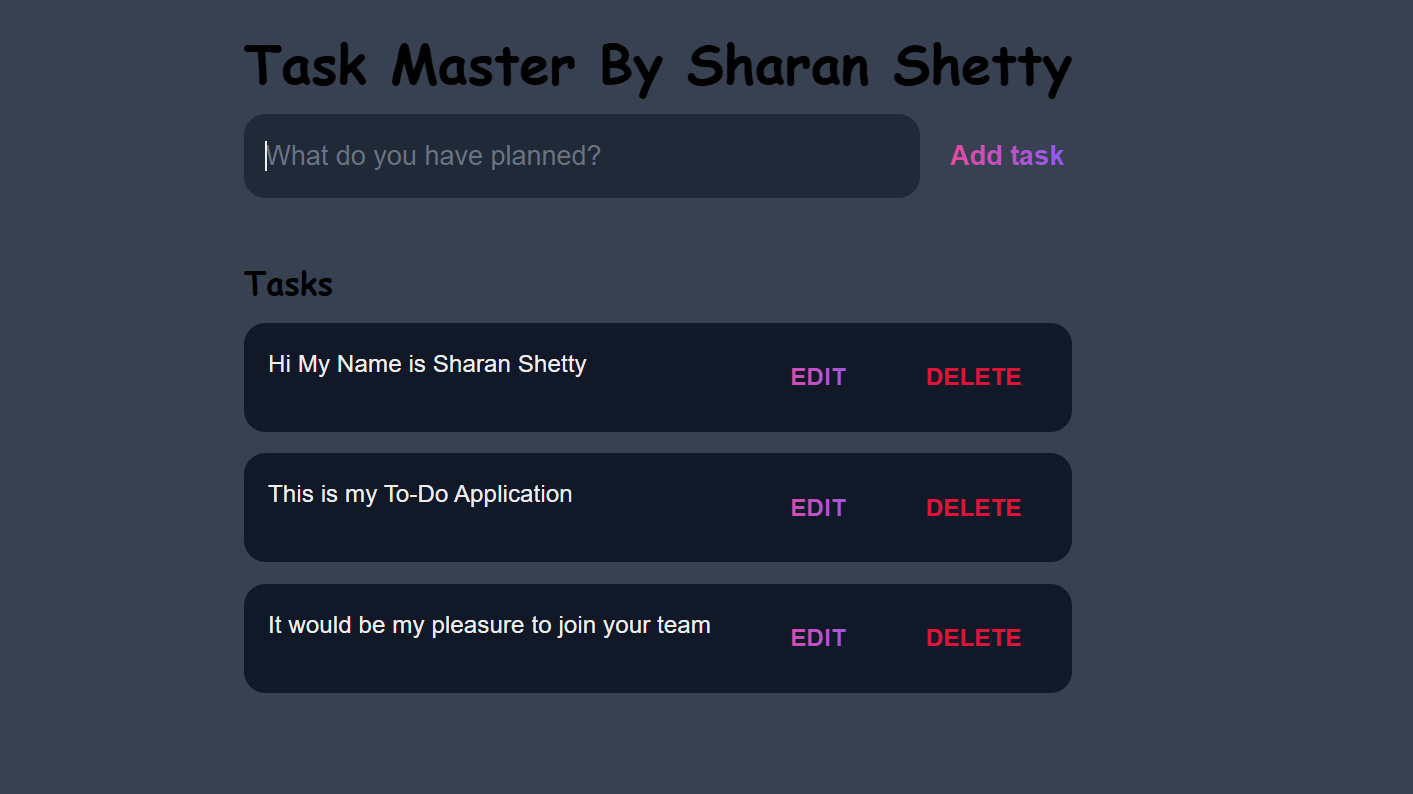 Task Master By Sharan Shetty
What do you have planned?
Add task
Tasks
Hi My Name is Sharan Shetty
EDIT
DELETE
This is my To-Do Application
EDIT
DELETE
It would be my pleasure to join your team
EDIT
DELETE